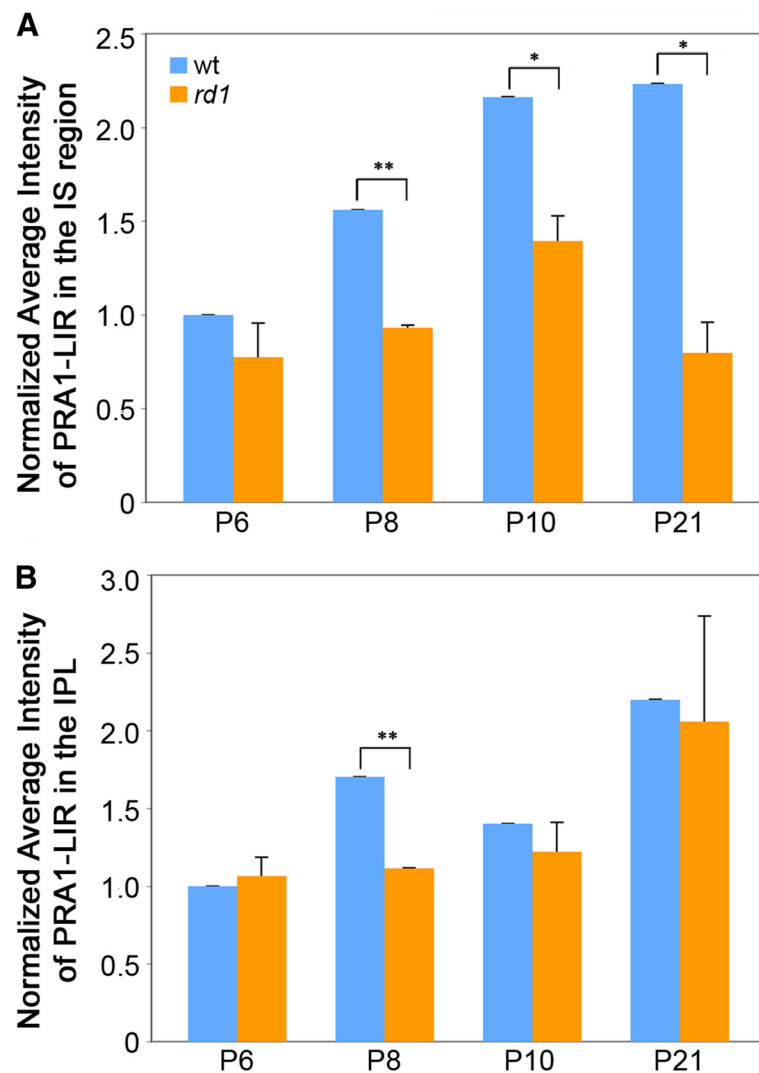 A
Normalized Average Intensity
of PRA1-LIR in the IS region
2.5
2.0
1.5
1.0
0.5
0
wt
rd1
**
*
*
P6
P8
P10
P21
B
Normalized Average Intensity
of PRA1-LIR in the IPL
3.0
2.5
2.0
1.5
1.0
0.5
0
**
P6
P8
P10
P21